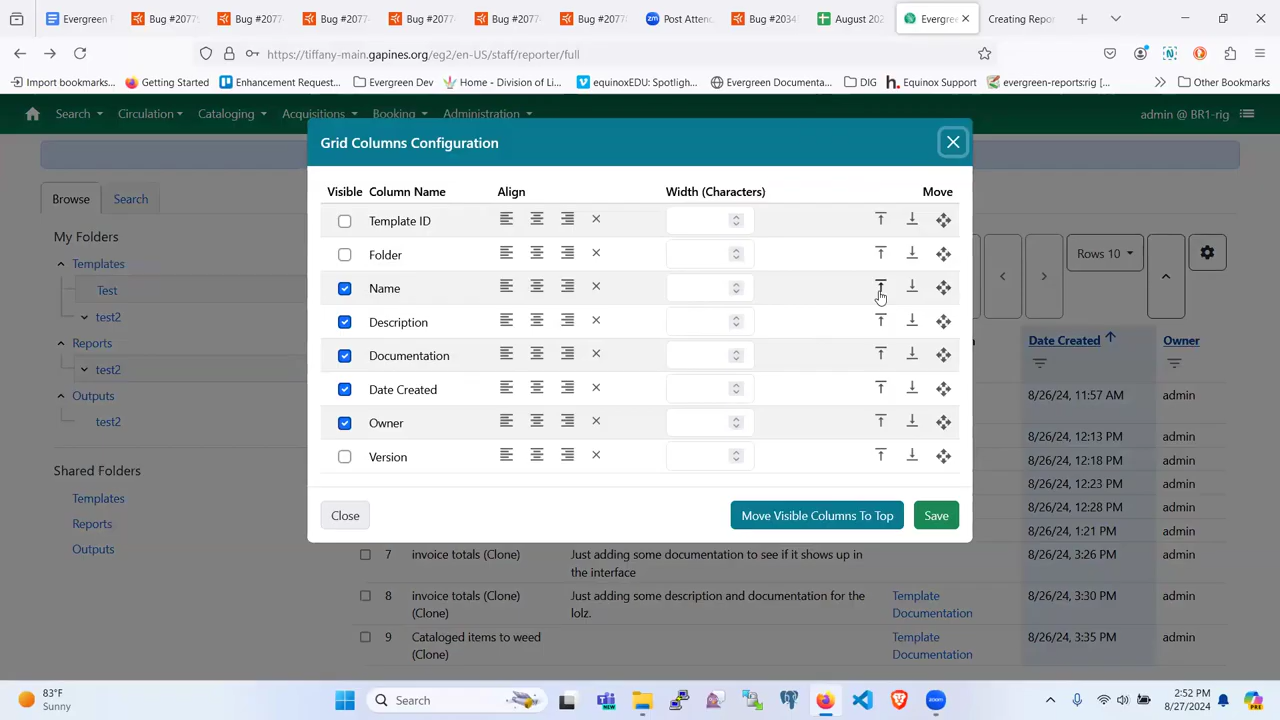 Evergreen
Bug #2077
Bug #2077
Bug #2077
Bug #2077
Bug #2077
Bug #2077
Post Attend
Bug #2034
August 202
Evergree
Creating Repor
https://tiffany-main.gapines.org/eg2/en-US/staff/reporter/full
Import bookmarks...
Getting Started
Enhancement Request...
Evergreen Dev
Home - Division of Li...
equinoxEDU: Spotligh...
Evergreen Documenta...
DIG
Equinox Support
evergreen-reports:rig [...
Other Bookmarks
Search
Circulation
Cataloging
Acquisitions
Booking
Administration
admin @ BR1-rig
Browse
Search
My Folders
Templates
Test
test2
Reports
test2
Outputs
test2
Shared Folders
Templates
Reports
Outputs
Grid Columns Configuration
Visible
Column Name
Align
Width (Characters)
Move
Template ID
Folder
Name
Description
Documentation
Date Created
Owner
Version
Close
Move Visible Columns To Top
Save
Rows 10
Date Created
Owner
8/26/24, 11:57 AM admin
8/26/24, 12:13 PM admin
8/26/24, 12:18 PM admin
8/26/24, 12:23 PM admin
8/26/24, 12:28 PM admin
8/26/24, 1:21 PM admin
7 invoice totals (Clone) Just adding some documentation to see if it shows up in 8/26/24, 3:26 PM admin
the interface
8 invoice totals (Clone) Just adding some description and documentation for the Template 8/26/24, 3:30 PM admin
(Clone) lolz. Documentation
9 Cataloged items to weed Template 8/26/24, 3:35 PM admin
(Clone) Documentation
83°F
Sunny
Search
2:52 PM
8/27/2024